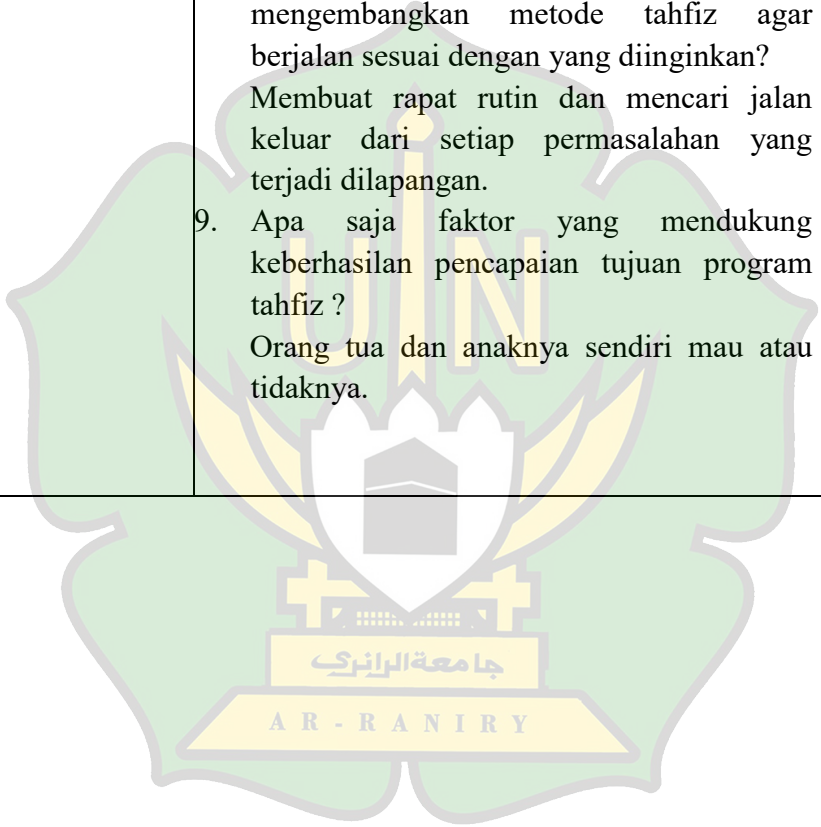 mengembangkan metode tahfiz agar
berjalan sesuai dengan yang diinginkan?
Membuat rapat rutin dan mencari jalan
keluar dari setiap permasalahan yang
terjadi dilapangan.
9. Apa saja faktor yang mendukung
keberhasilan pencapaian tujuan program
tahfiz ?
Orang tua dan anaknya sendiri mau atau
tidaknya.
UIN
جامعةالرانري
AR-RANIRY